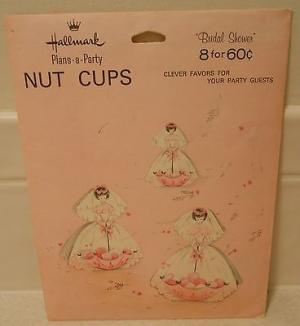 Hallmark
Plans-a-Party
NUT CUPS
"Bridal Shower"
8 for 60¢
CLEVER FAVORS FOR
YOUR PARTY GUESTS